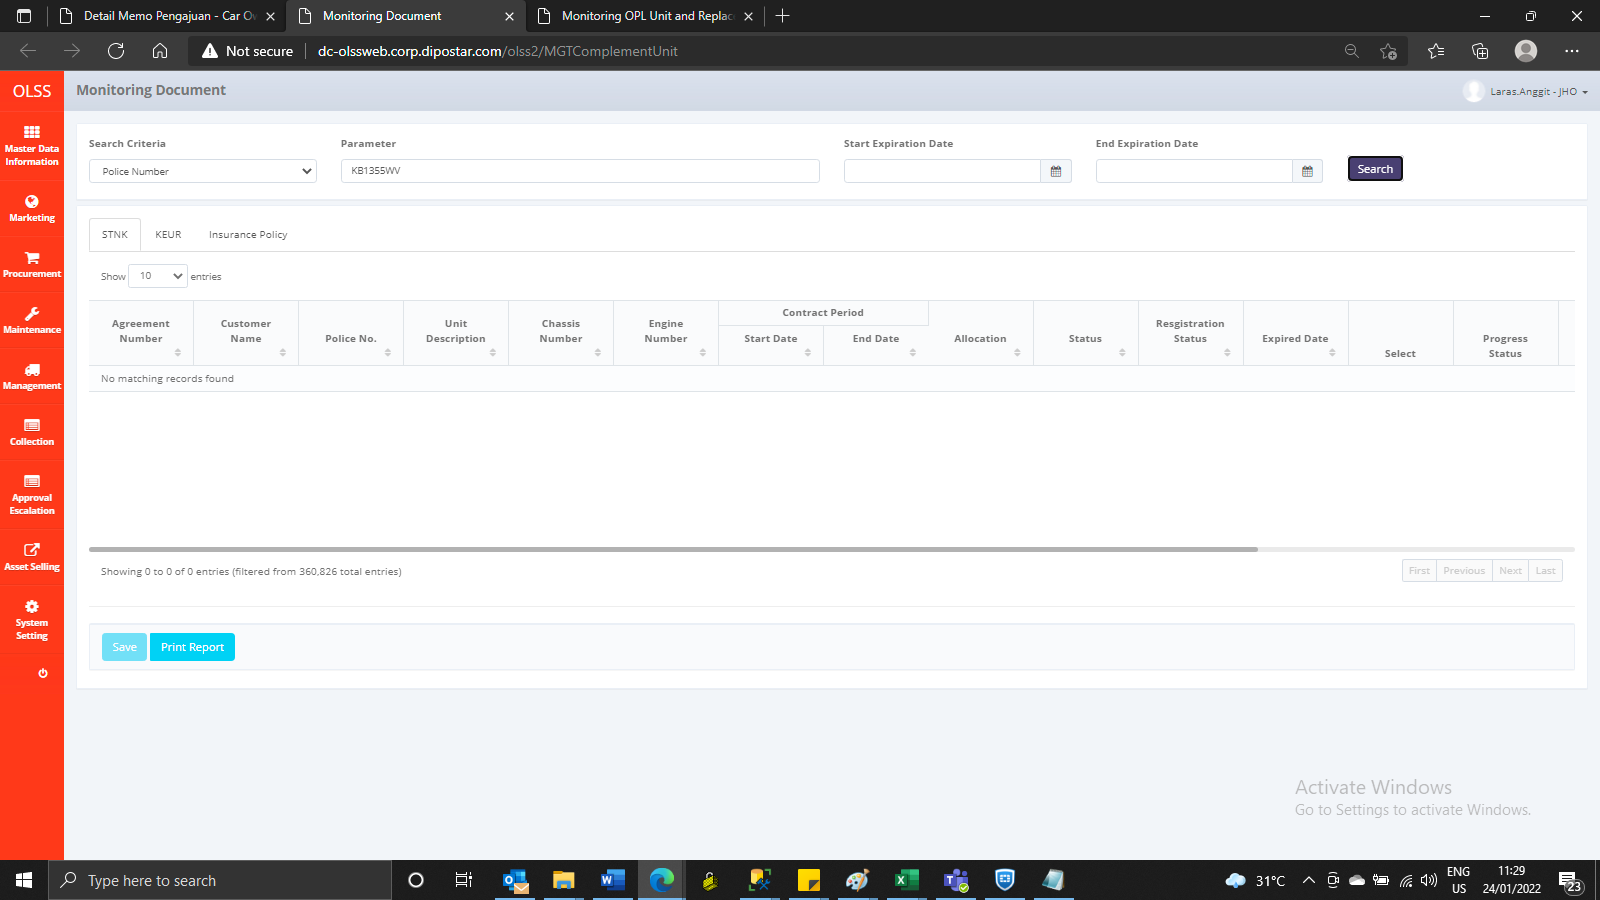 Detail Memo Pengajuan - Car Ow
Monitoring Document
Monitoring OPL Unit and Replac
Not secure
dc-olssweb.corp.dipostar.com/olss2/MGTComplementUnit
OLSS
Monitoring Document
Laras.Anggit - JHO
Master Data
Information
Marketing
Procurement
Maintenance
Management
Collection
Approval
Escalation
Asset Selling
System
Setting
Search Criteria
Parameter
Start Expiration Date
End Expiration Date
Police Number
KB1355WV
Search
STNK
KEUR
Insurance Policy
Show 10 entries
Agreement
Number
Customer
Name
Police No.
Unit
Description
Chassis
Number
Engine
Number
Contract Period
Start Date
End Date
Allocation
Status
Resgistration
Status
Expired Date
Select
Progress
Status
No matching records found
Showing 0 to 0 of 0 entries (filtered from 360,826 total entries)
First
Previous
Next
Last
Save
Print Report
Activate Windows
Go to Settings to activate Windows.
Type here to search
31°C
ENG
US
11:29
24/01/2022
23